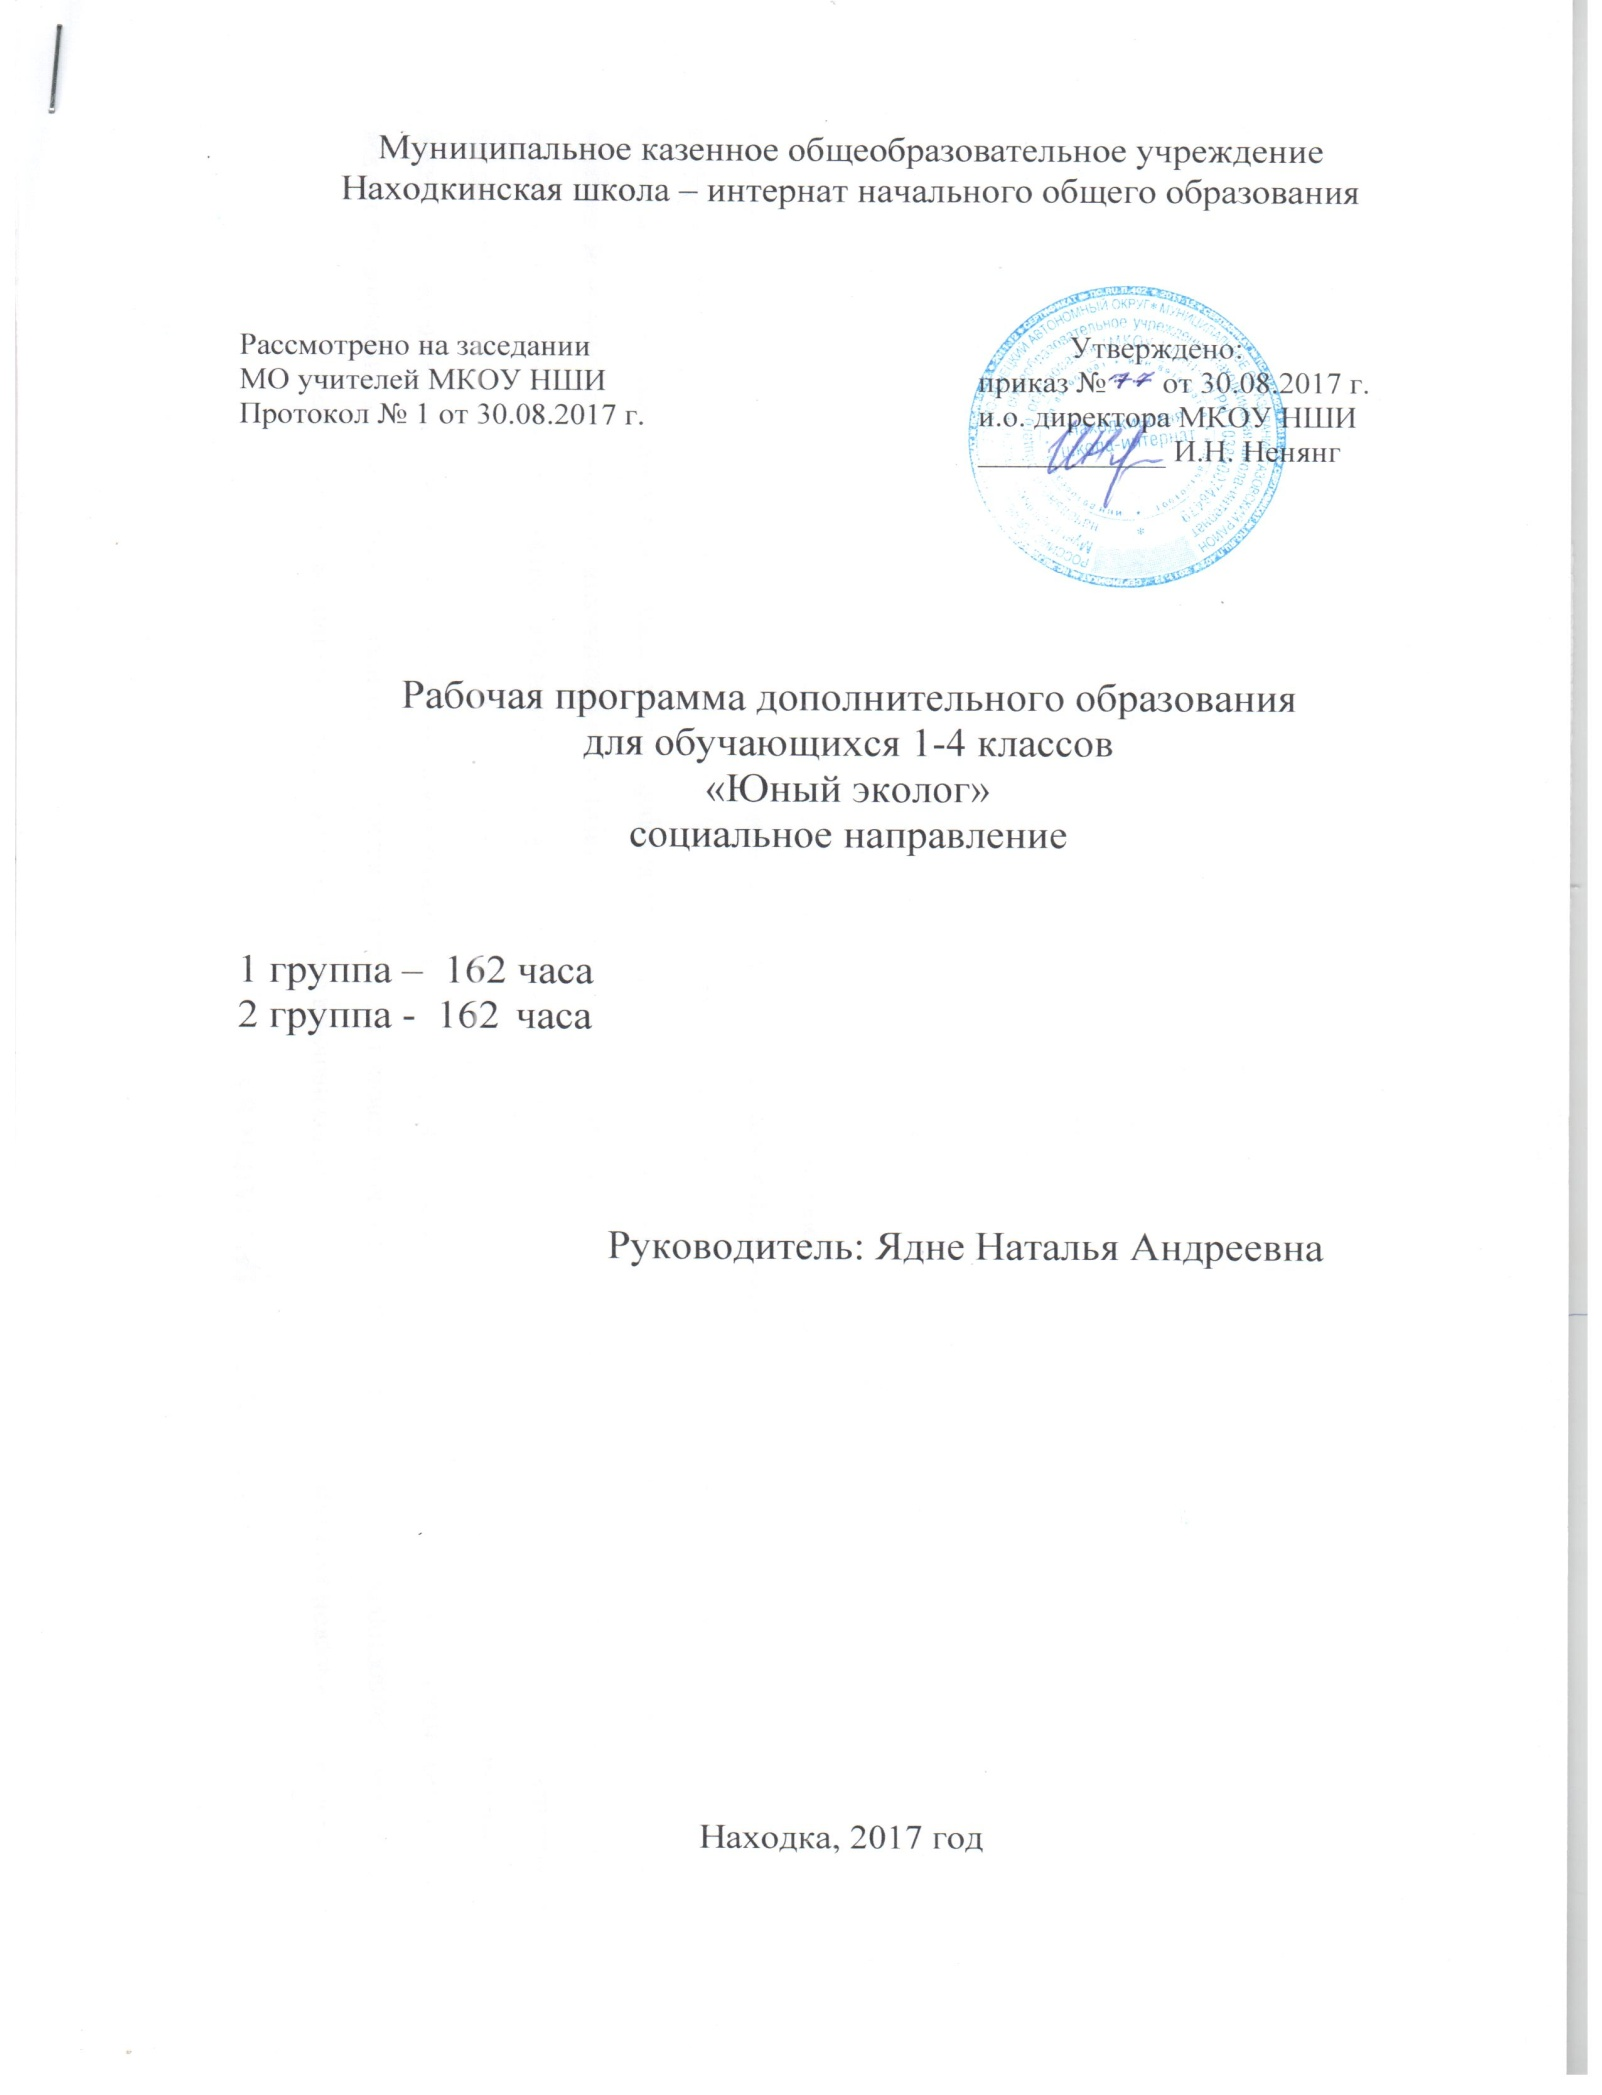 Муниципальное казенное общеобразовательное учреждение
Находкинская школа – интернат начального общего образования
Рассмотрено на заседании
МО учителей МКОУ НШИ
Протокол № 1 от 30.08.2017 г.
Утверждено:
приказ № 77 от 30.08.2017 г.
и.о. директора МКОУ НШИ
______________ И.Н. Ненянг
Рабочая программа дополнительного образования
для обучающихся 1-4 классов
«Юный эколог»
социальное направление
1 группа – 162 часа
2 группа - 162 часа
Руководитель: Ядне Наталья Андреевна
Находка, 2017 год